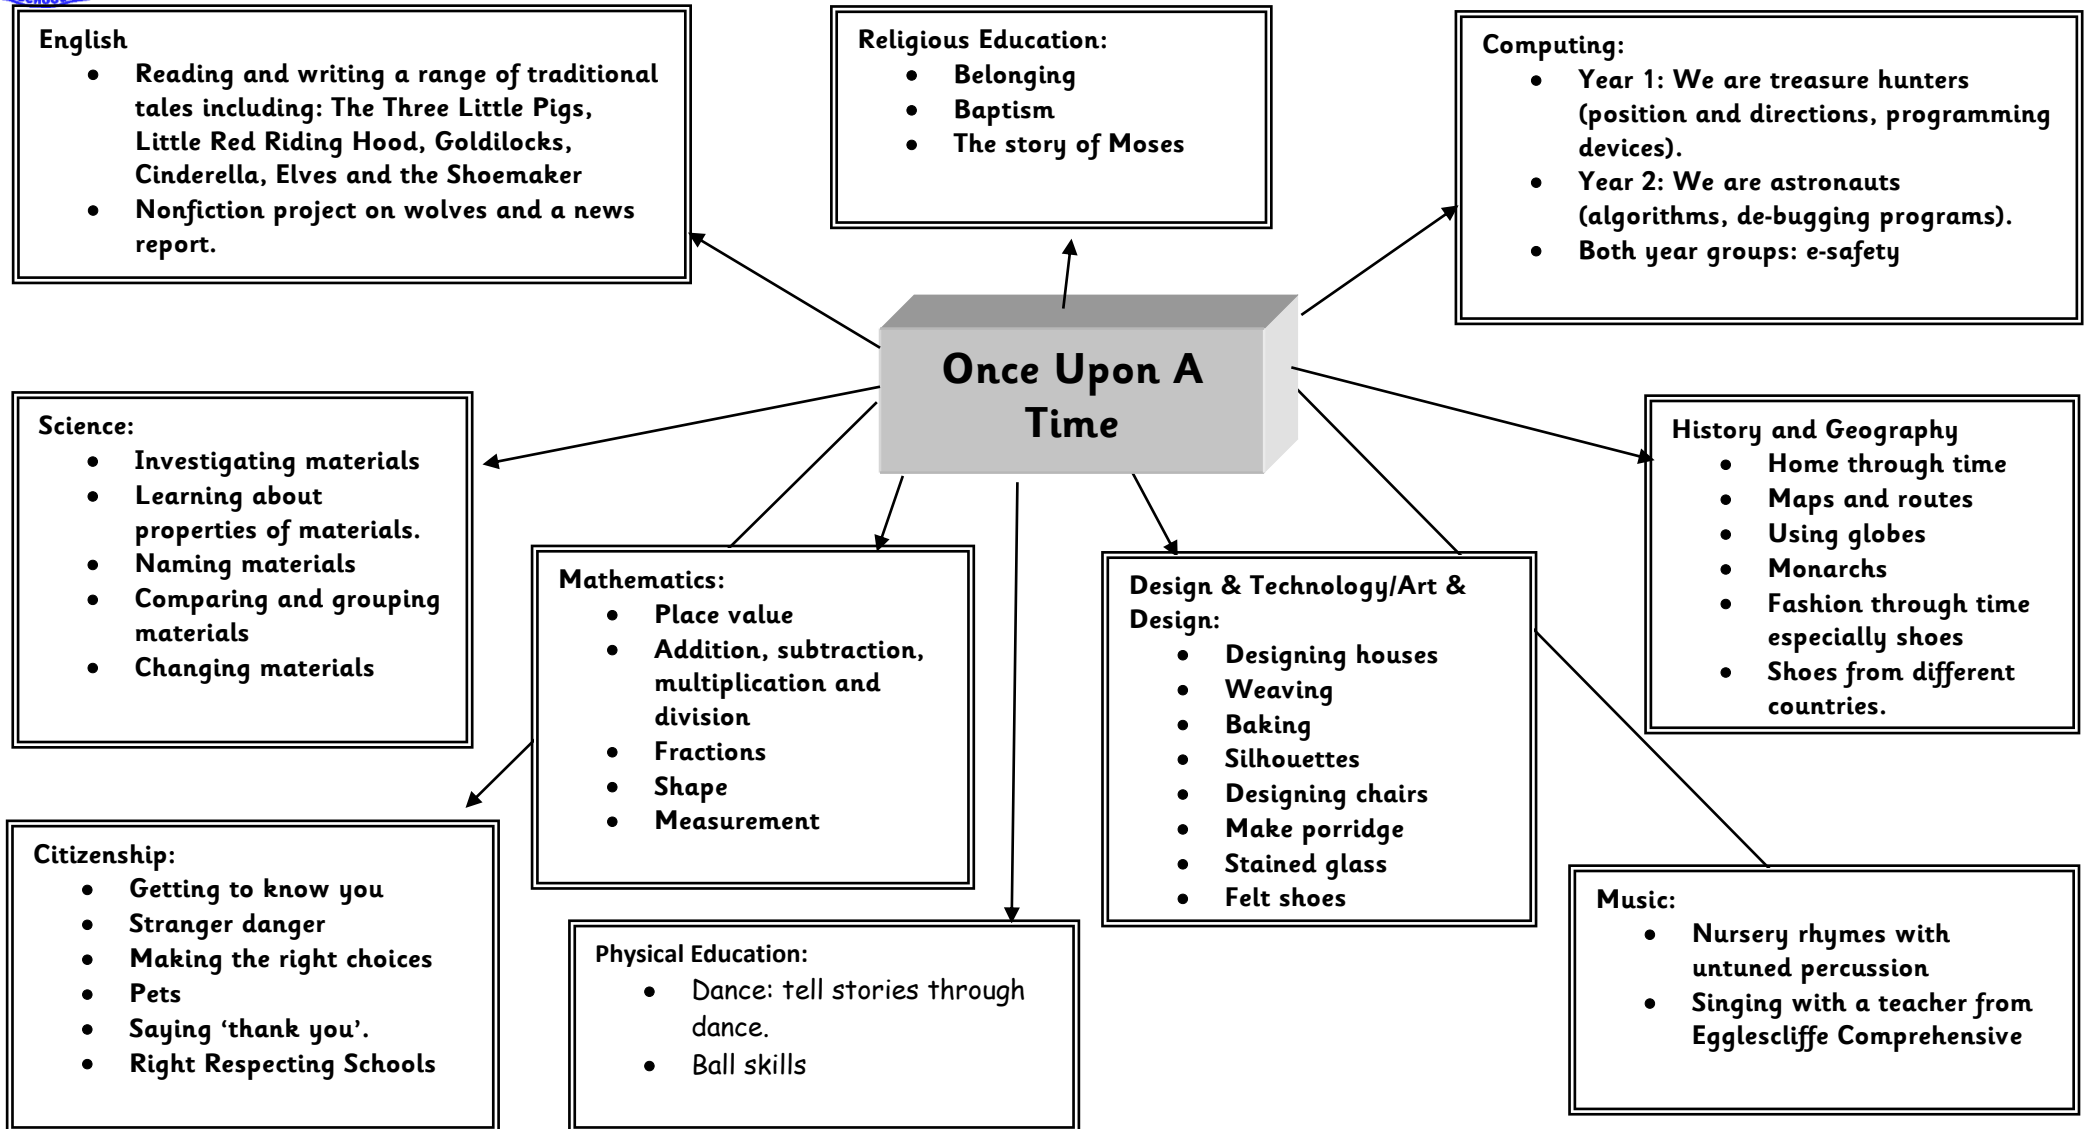 SCHOOL
English
• Reading and writing a range of traditional
tales including: The Three Little Pigs,
Little Red Riding Hood, Goldilocks,
Cinderella, Elves and the Shoemaker
• Nonfiction project on wolves and a news
report.
Religious Education:
• Belonging
• Baptism
• The story of Moses
Computing:
• Year 1: We are treasure hunters
(position and directions, programming
devices).
• Year 2: We are astronauts
(algorithms, de-bugging programs).
• Both year groups: e-safety
Once Upon A
Time
Science:
• Investigating materials
• Learning about
properties of materials.
• Naming materials
• Comparing and grouping
materials
• Changing materials
History and Geography
• Home through time
• Maps and routes
• Using globes
• Monarchs
• Fashion through time
especially shoes
• Shoes from different
countries.
Mathematics:
• Place value
• Addition, subtraction,
multiplication and
division
• Fractions
• Shape
• Measurement
Design & Technology/Art &
Design:
• Designing houses
• Weaving
• Baking
• Silhouettes
• Designing chairs
• Make porridge
• Stained glass
• Felt shoes
Citizenship:
• Getting to know you
• Stranger danger
• Making the right choices
• Pets
• Saying ‘thank you’.
• Right Respecting Schools
Physical Education:
• Dance: tell stories through
dance.
• Ball skills
Music:
• Nursery rhymes with
untuned percussion
• Singing with a teacher from
Egglescliffe Comprehensive